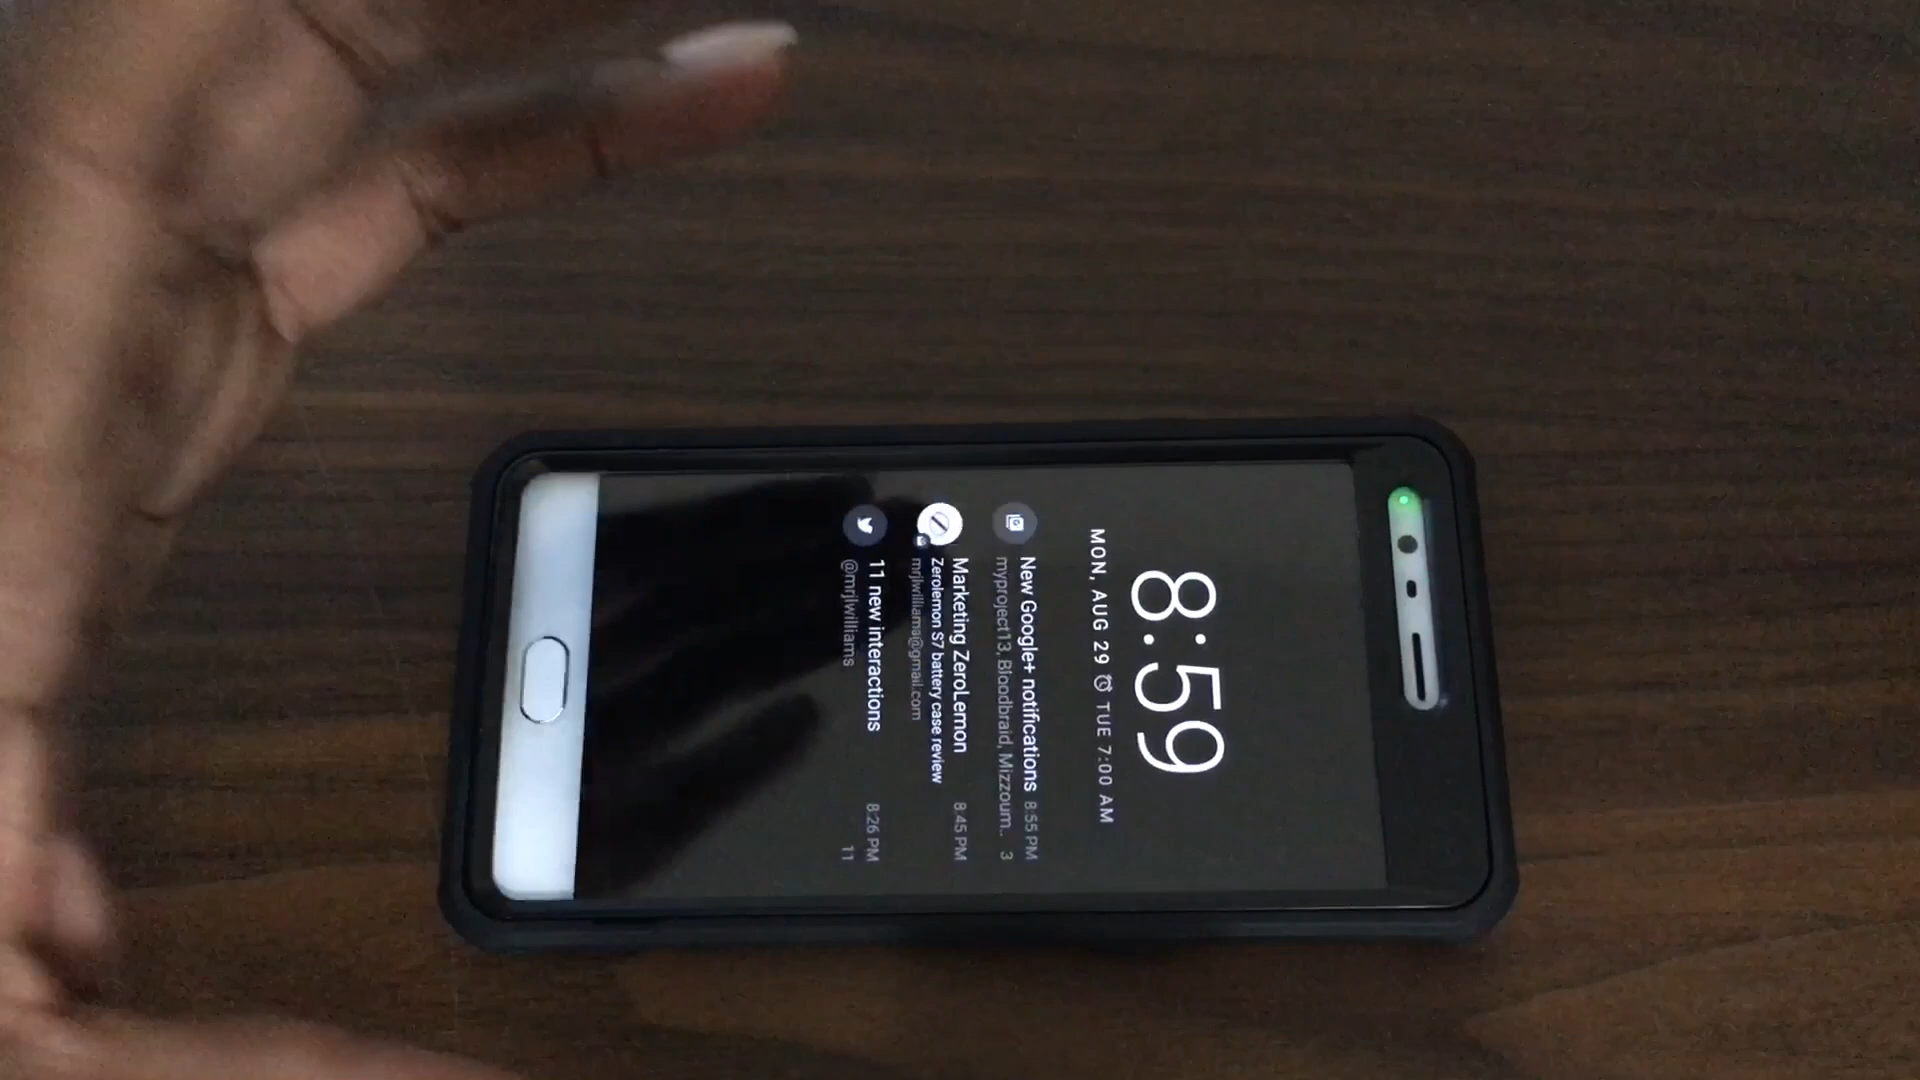 8:59
MON, AUG 29 TUE 7:00 AM
New Google+ notifications 8:55 PM
myproject13, Bloodbraid, Mizzoum... 3
Marketing ZeroLemon 8:45 PM
Zerolemon S7 battery case review
mrjlwilliams@gmail.com
11 new interactions 8:26 PM
@mrjlwilliams 11